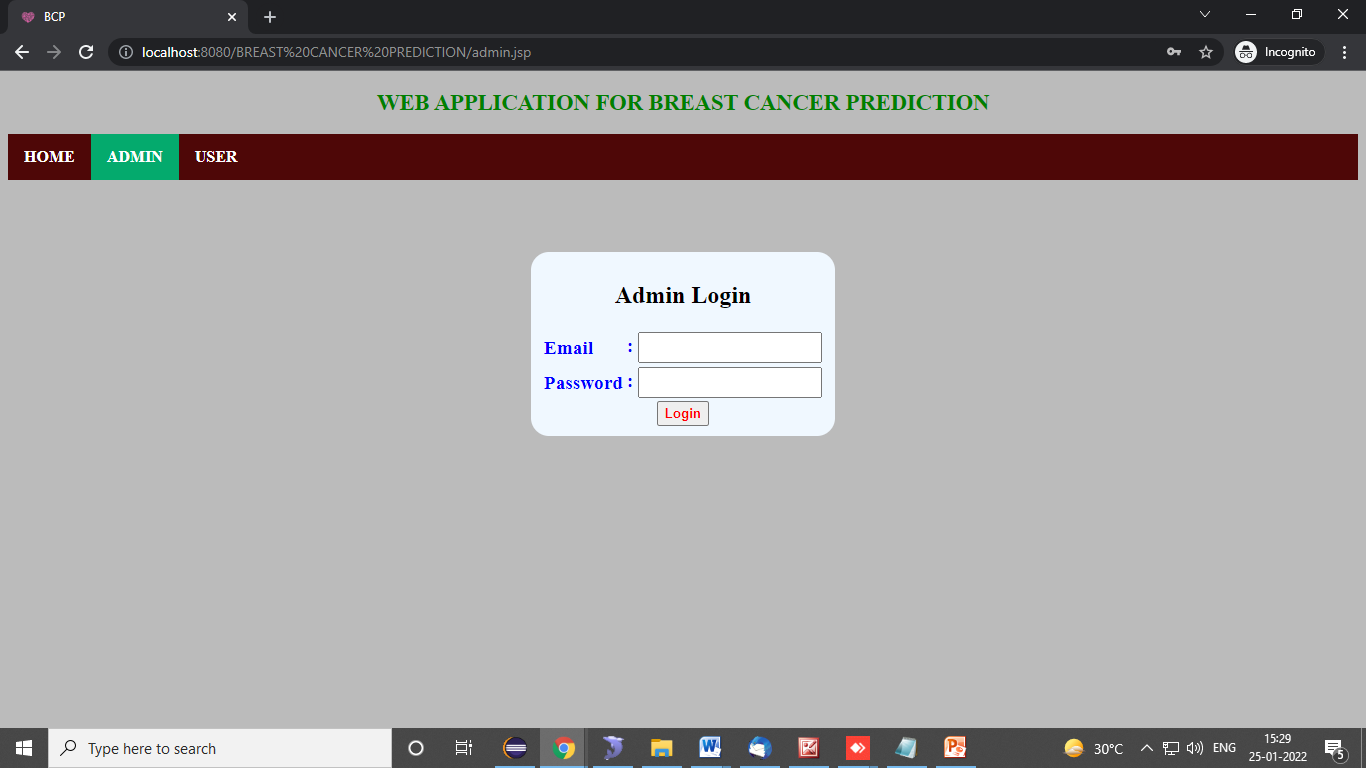 BCP
localhost:8080/BREAST%20CANCER%20PREDICTION/admin.jsp
Incognito
WEB APPLICATION FOR BREAST CANCER PREDICTION
HOME ADMIN USER
Admin Login
Email :
Password :
Login
Type here to search
30°C
ENG
15:29
25-01-2022
5